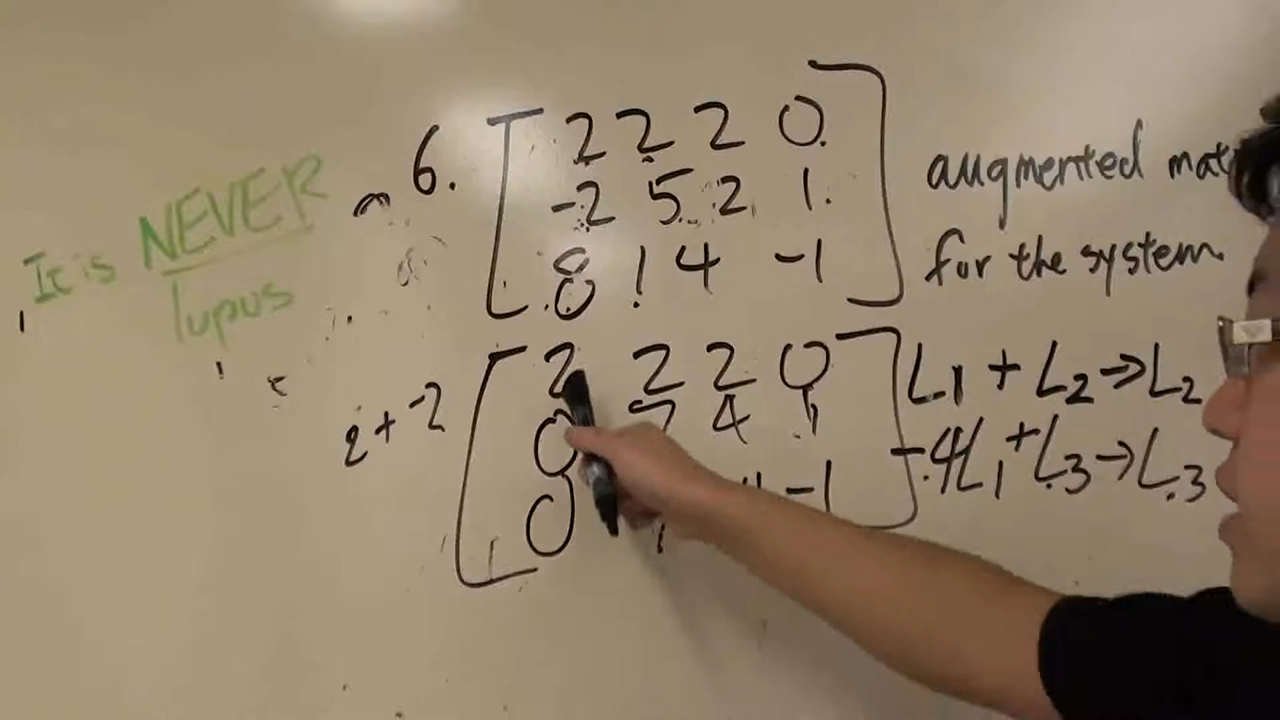 It is NEVER
lupus
6.
2 2 2 0
-2 5 2 1
8 1 4 -1
augmented
for the system.
2 + -2
2 2 2 0
0 7 4 1
0 -1
L1 + L2 → L2
-4L1 + L3 → L3